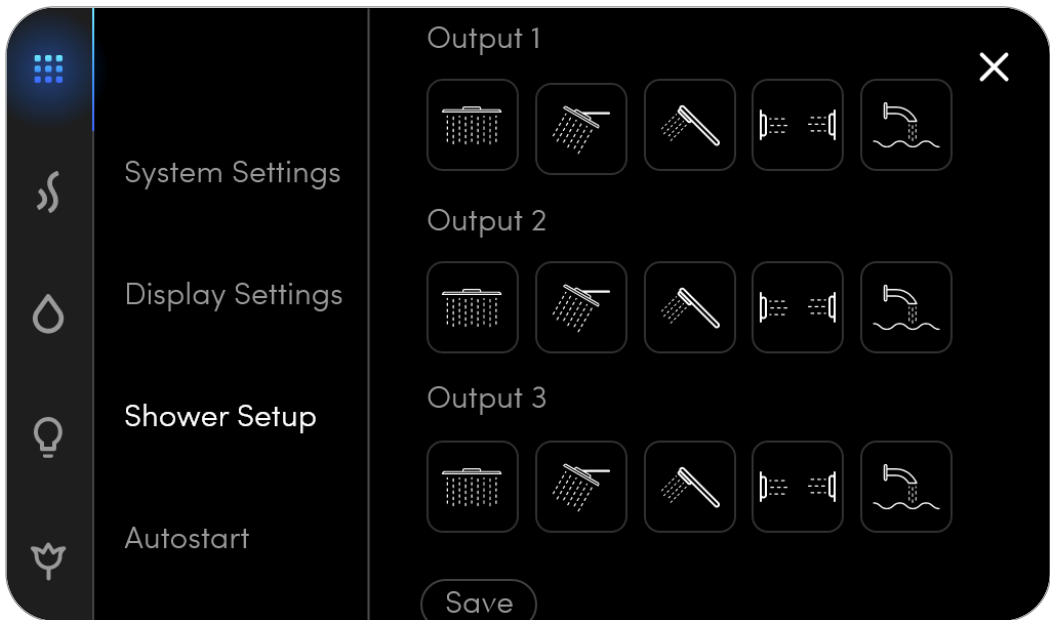 Output 1
System Settings
Output 2
Display Settings
Output 3
Shower Setup
Autostart
Save